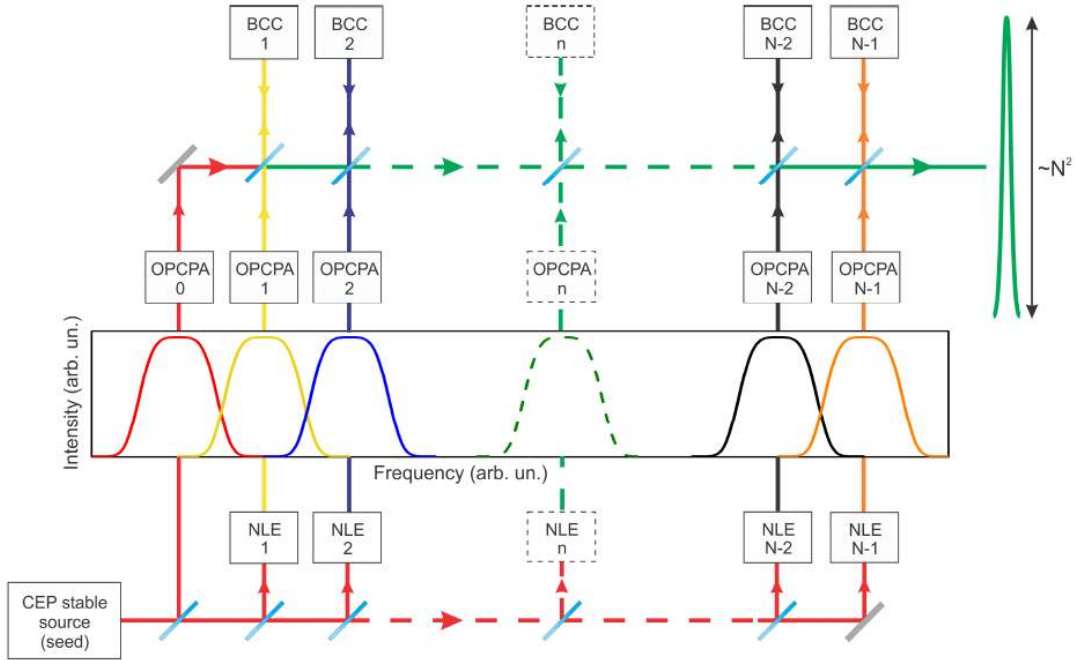 BCC
1
BCC
2
BCC
n
BCC
N-2
BCC
N-1
~N²
OPCPA
0
OPCPA
1
OPCPA
2
OPCPA
n
OPCPA
N-2
OPCPA
N-1
Intensity (arb. un.)
Frequency (arb. un.)
NLE
1
NLE
2
NLE
n
NLE
N-2
NLE
N-1
CEP stable
source
(seed)